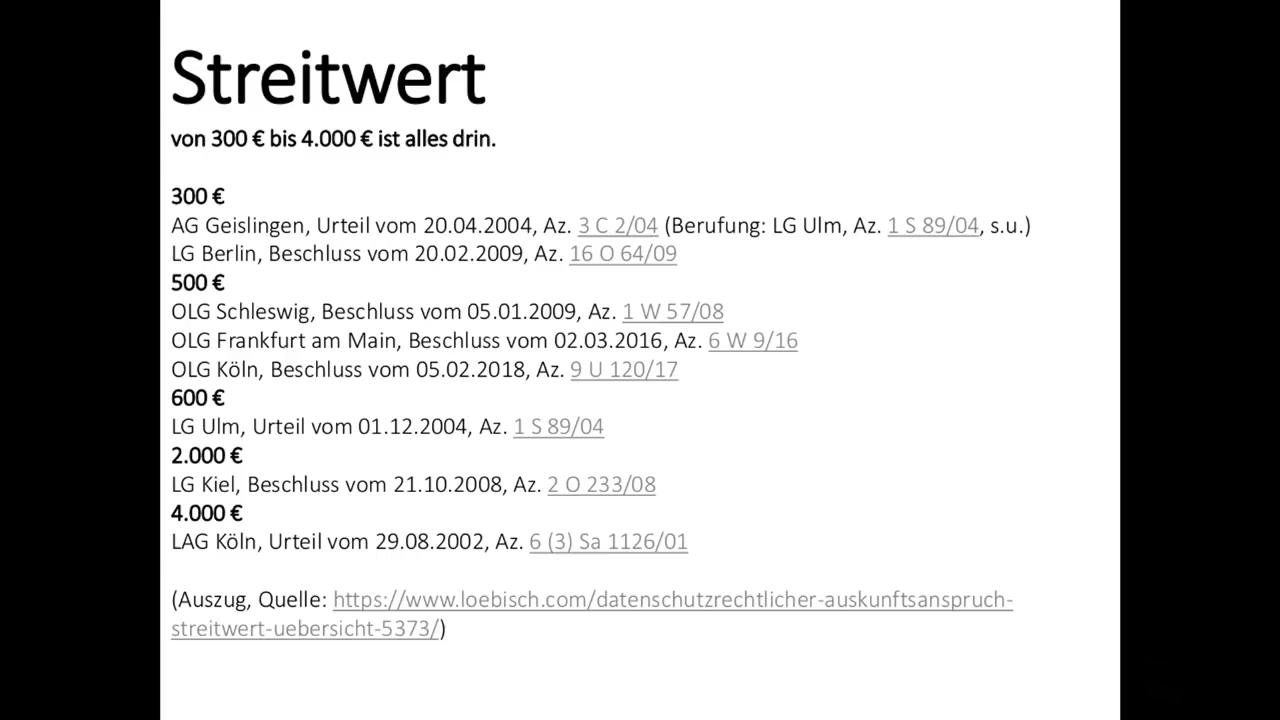 Streitwert
von 300 € bis 4.000 € ist alles drin.
300 €
AG Geislingen, Urteil vom 20.04.2004, Az. 3 C 2/04 (Berufung: LG Ulm, Az. 1 S 89/04, s.u.)
LG Berlin, Beschluss vom 20.02.2009, Az. 16 O 64/09
500 €
OLG Schleswig, Beschluss vom 05.01.2009, Az. 1 W 57/08
OLG Frankfurt am Main, Beschluss vom 02.03.2016, Az. 6 W 9/16
OLG Köln, Beschluss vom 05.02.2018, Az. 9 U 120/17
600 €
LG Ulm, Urteil vom 01.12.2004, Az. 1 S 89/04
2.000 €
LG Kiel, Beschluss vom 21.10.2008, Az. 2 O 233/08
4.000 €
LAG Köln, Urteil vom 29.08.2002, Az. 6 (3) Sa 1126/01
(Auszug, Quelle: https://www.loebisch.com/datenschutzrechtlicher-auskunftsanspruch-
streitwert-uebersicht-5373/)